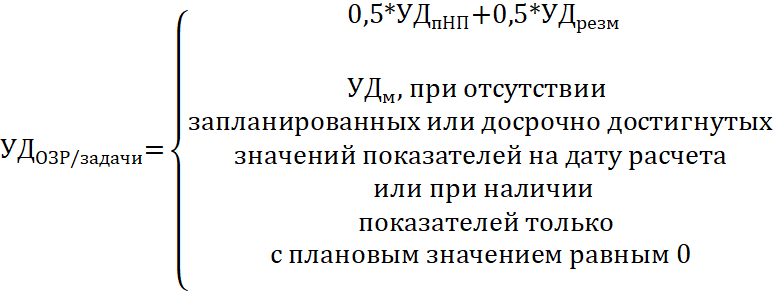 0,5*УДпНП+0,5*УДрезм
УДм, при отсутствии
запланированных или досрочно достигнутых
УДОЗР/задачи= значений показателей на дату расчета
или при наличии
показателей только
с плановым значением равным 0